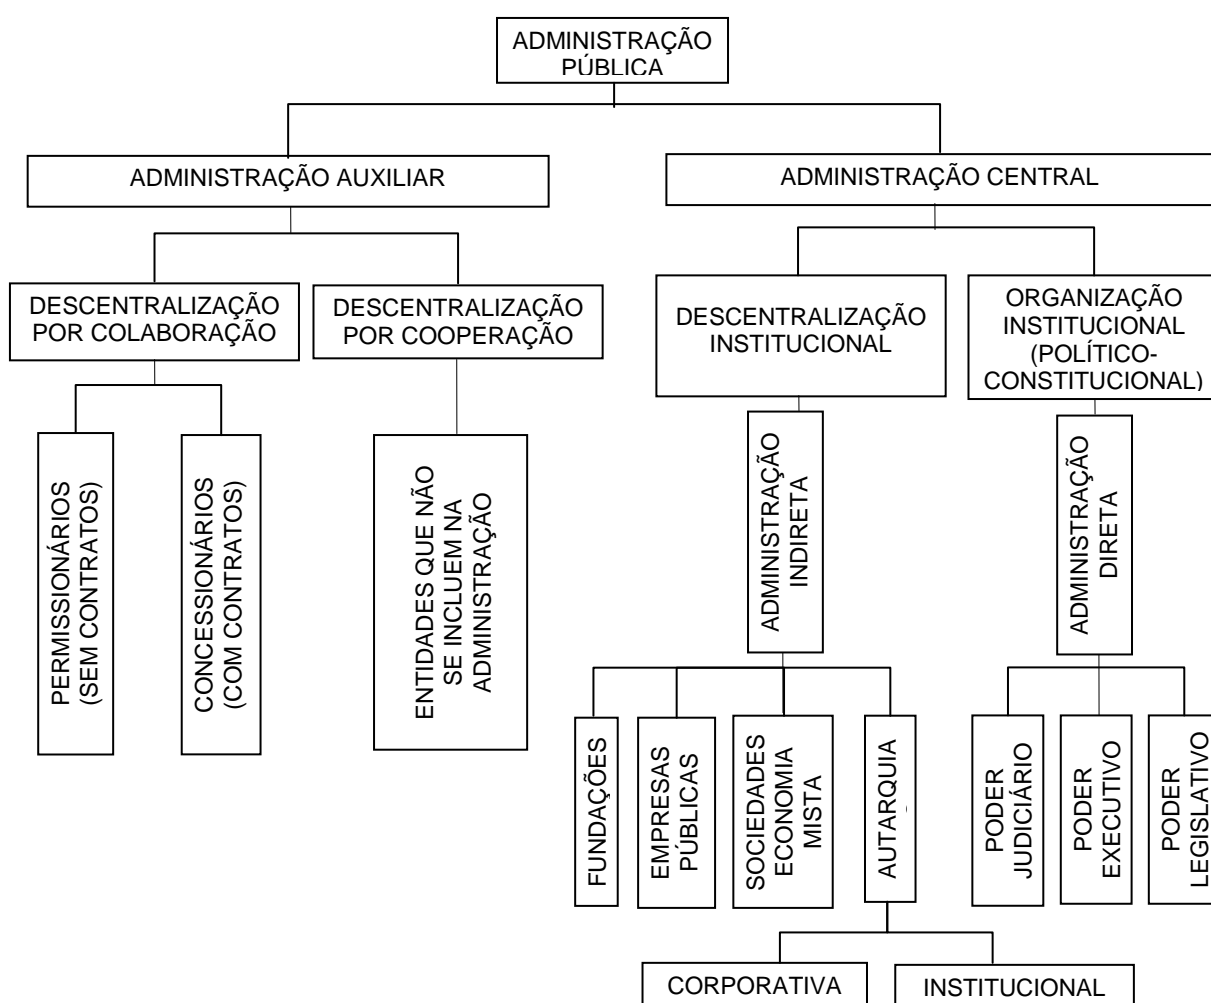 ADMINISTRAÇÃO
PÚBLICA
ADMINISTRAÇÃO AUXILIAR
ADMINISTRAÇÃO CENTRAL
DESCENTRALIZAÇÃO
POR COLABORAÇÃO
DESCENTRALIZAÇÃO
POR COOPERAÇÃO
DESCENTRALIZAÇÃO
INSTITUCIONAL
ORGANIZAÇÃO
INSTITUCIONAL
(POLÍTICO-
CONSTITUCIONAL)
PERMISSIONÁRIOS
(SEM CONTRATOS)
CONCESSIONÁRIOS
(COM CONTRATOS)
ENTIDADES QUE NÃO
SE INCLUEM NA
ADMINISTRAÇÃO
ADMINISTRAÇÃO
INDIRETA
ADMINISTRAÇÃO
DIRETA
FUNDAÇÕES
EMPRESAS
PÚBLICAS
SOCIEDADES
ECONOMIA
MISTA
AUTARQUIA
PODER
JUDICIÁRIO
PODER
EXECUTIVO
PODER
LEGISLATIVO
CORPORATIVA
INSTITUCIONAL